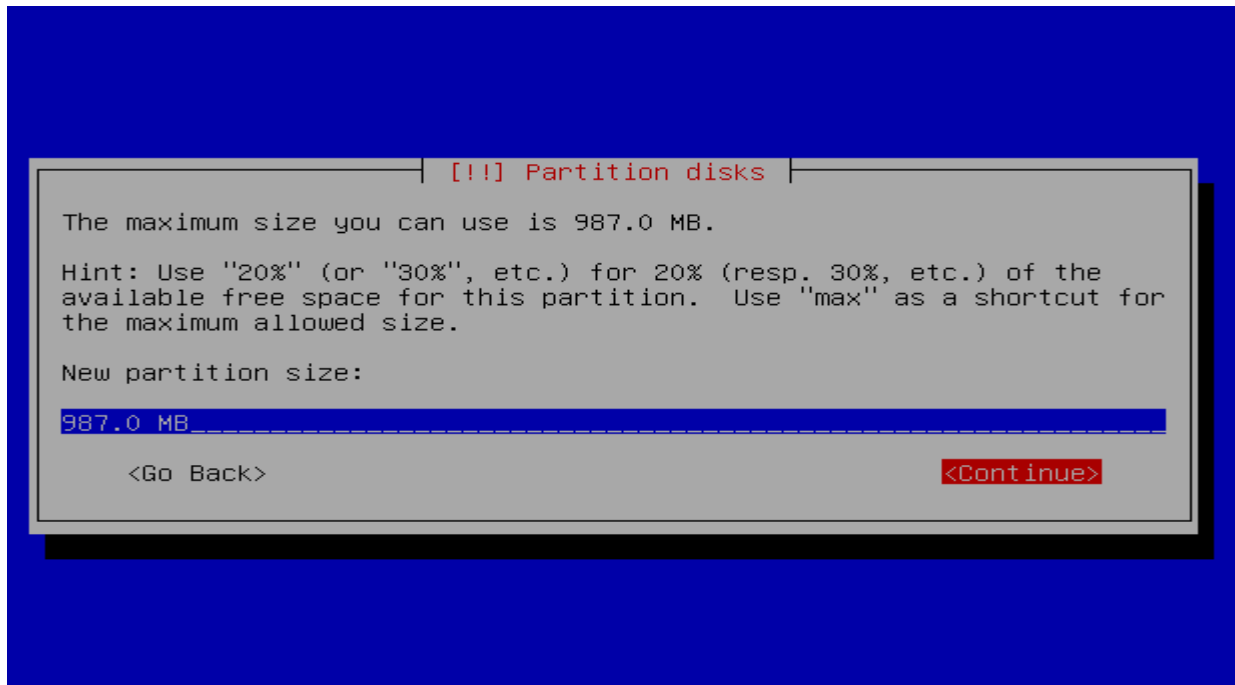 [!!] Partition disks
The maximum size you can use is 987.0 MB.
Hint: Use "20%" (or "30%", etc.) for 20% (resp. 30%, etc.) of the
available free space for this partition.  Use "max" as a shortcut for
the maximum allowed size.
New partition size:
987.0 MB
<Go Back> <Continue>